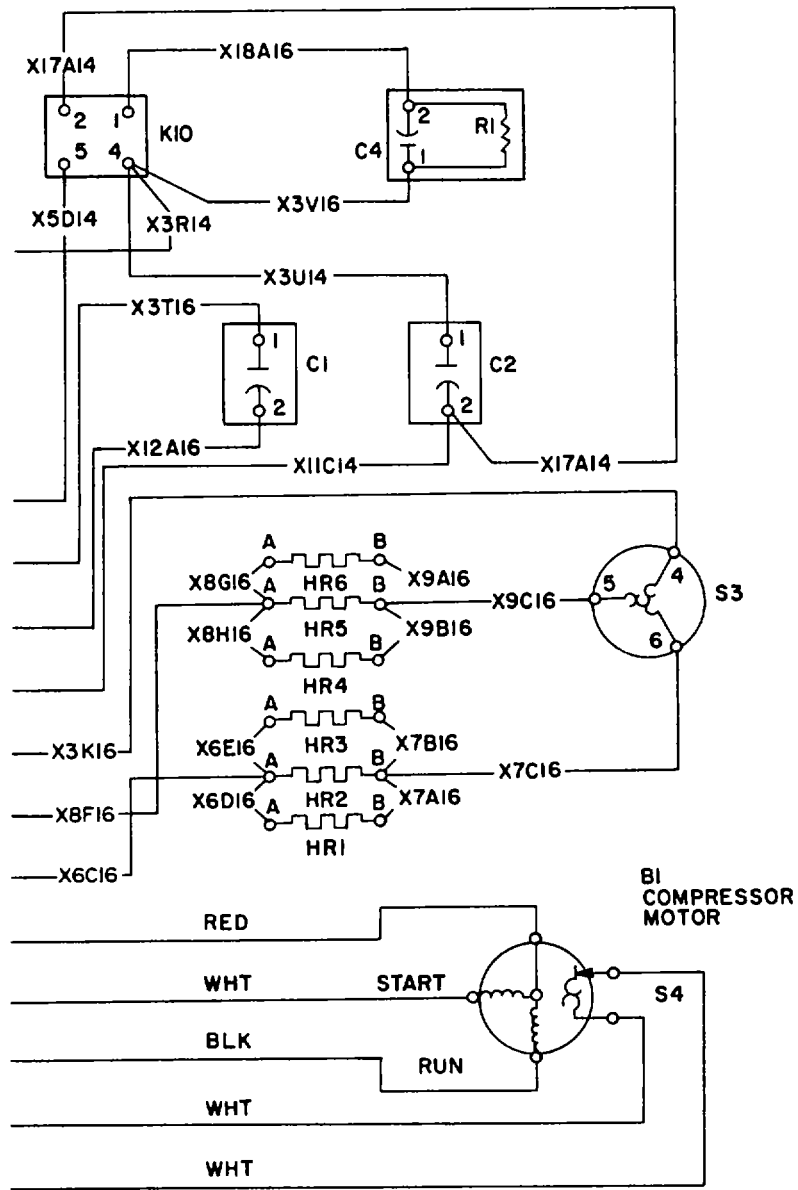 X18A16
X17A14
2 1
K10
5 4
2
R1
C4
1
X3V16
X5D14 X3R14
X3U14
X3T16
1
C1
2
1
C2
2
X12A16
X11C14
X17A14
A B
X8G16 HR6 X9A16
A B
X9C16
5 4
S3
6
X8H16 HR5 X9B16
A B
HR4
A B
X3K16
X6E16 HR3 X7B16
A B
X7C16
X6D16 HR2 X7A16
X8F16
A B
HR1
X6C16
B1
COMPRESSOR
MOTOR
RED
WHT START
S4
BLK
RUN
WHT
WHT